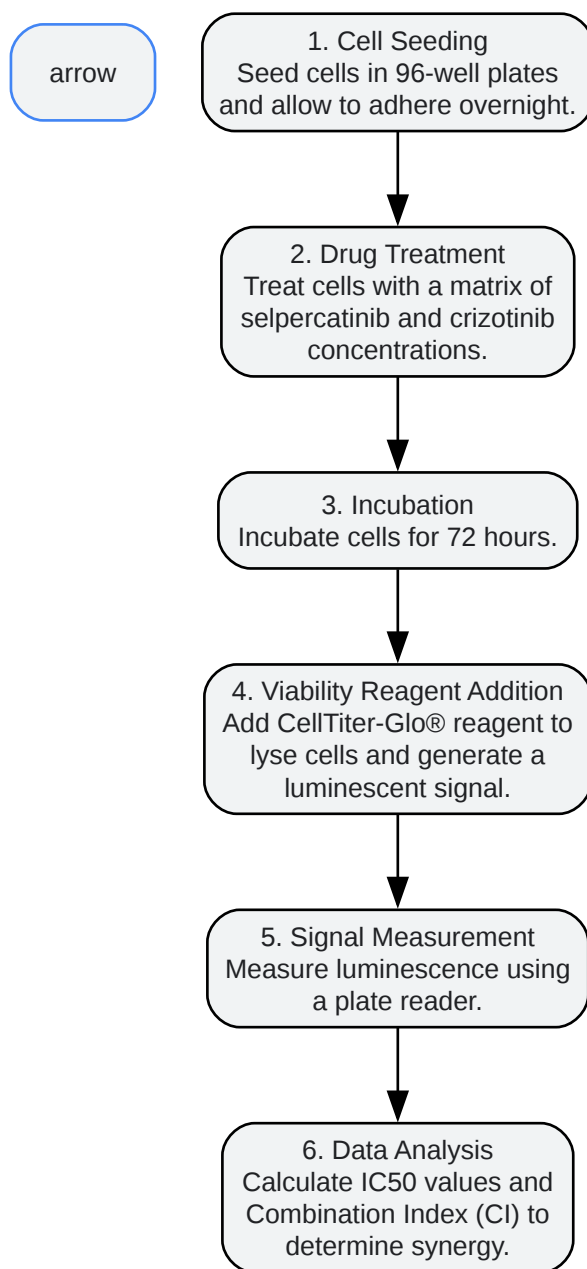 arrow
1. Cell Seeding
Seed cells in 96-well plates
and allow to adhere overnight.
2. Drug Treatment
Treat cells with a matrix of
selpercatinib and crizotinib
concentrations.
3. Incubation
Incubate cells for 72 hours.
4. Viability Reagent Addition
Add CellTiter-Glo® reagent to
lyse cells and generate a
luminescent signal.
5. Signal Measurement
Measure luminescence using
a plate reader.
6. Data Analysis
Calculate IC50 values and
Combination Index (CI) to
determine synergy.